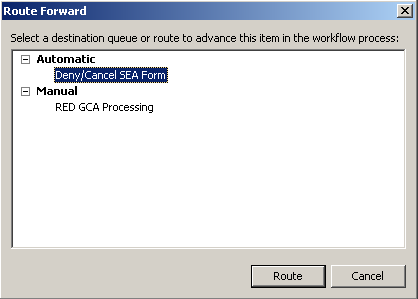 Route Forward
Select a destination queue or route to advance this item in the workflow process:
Automatic
Deny/Cancel SEA Form
Manual
RED GCA Processing
Route Cancel